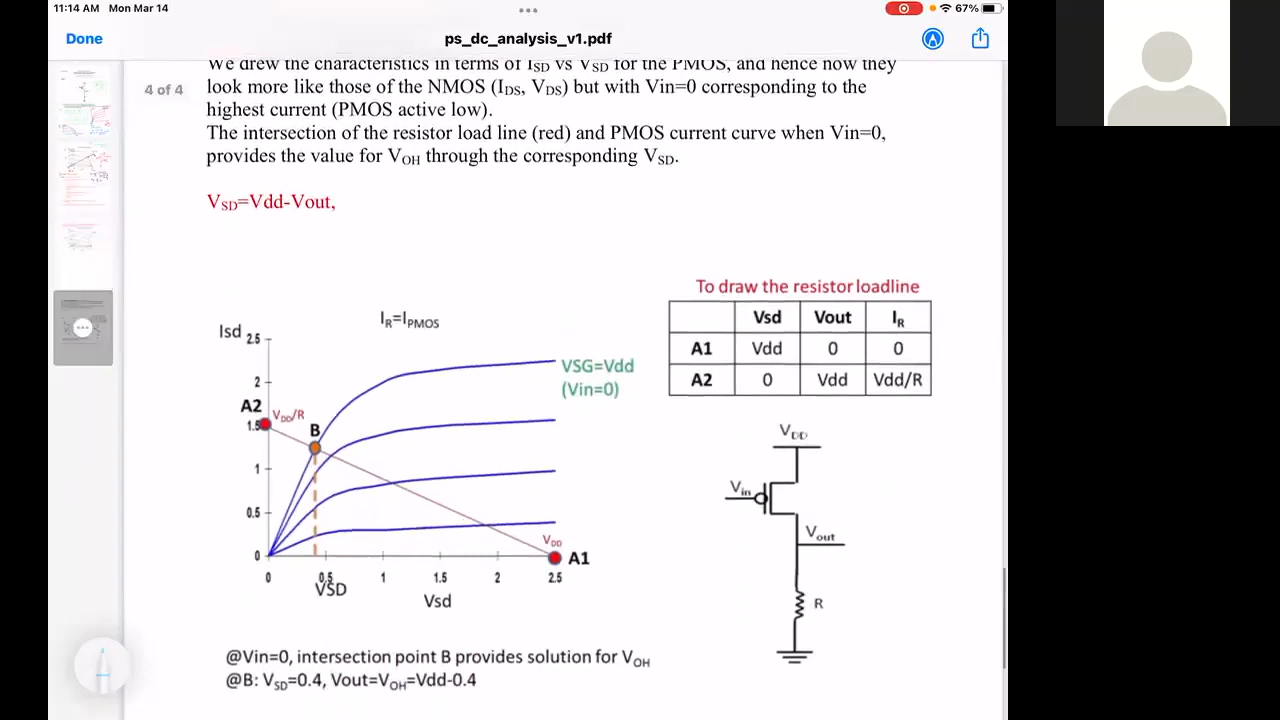 11:14 AM Mon Mar 14
67%
Done
ps_dc_analysis_v1.pdf
4 of 4
We drew the characteristics in terms of ISD vs VSD for the PMOS, and hence now they
look more like those of the NMOS (IDS, VDS) but with Vin=0 corresponding to the
highest current (PMOS active low).
The intersection of the resistor load line (red) and PMOS current curve when Vin=0,
provides the value for VOH through the corresponding VSD.
VSD=Vdd-Vout,
To draw the resistor loadline
Vsd Vout IR
A1 Vdd 0 0
A2 0 Vdd Vdd/R
IR=IPMOS
Isd
2.5
2
1.5
1
0.5
0
A2
VDD/R
B
VSG=Vdd
(Vin=0)
VDD
A1
0 0.5 1 1.5 2 2.5
VSD
Vsd
VDD
Vin
Vout
R
@Vin=0, intersection point B provides solution for VOH
@B: VSD=0.4, Vout=VOH=Vdd-0.4